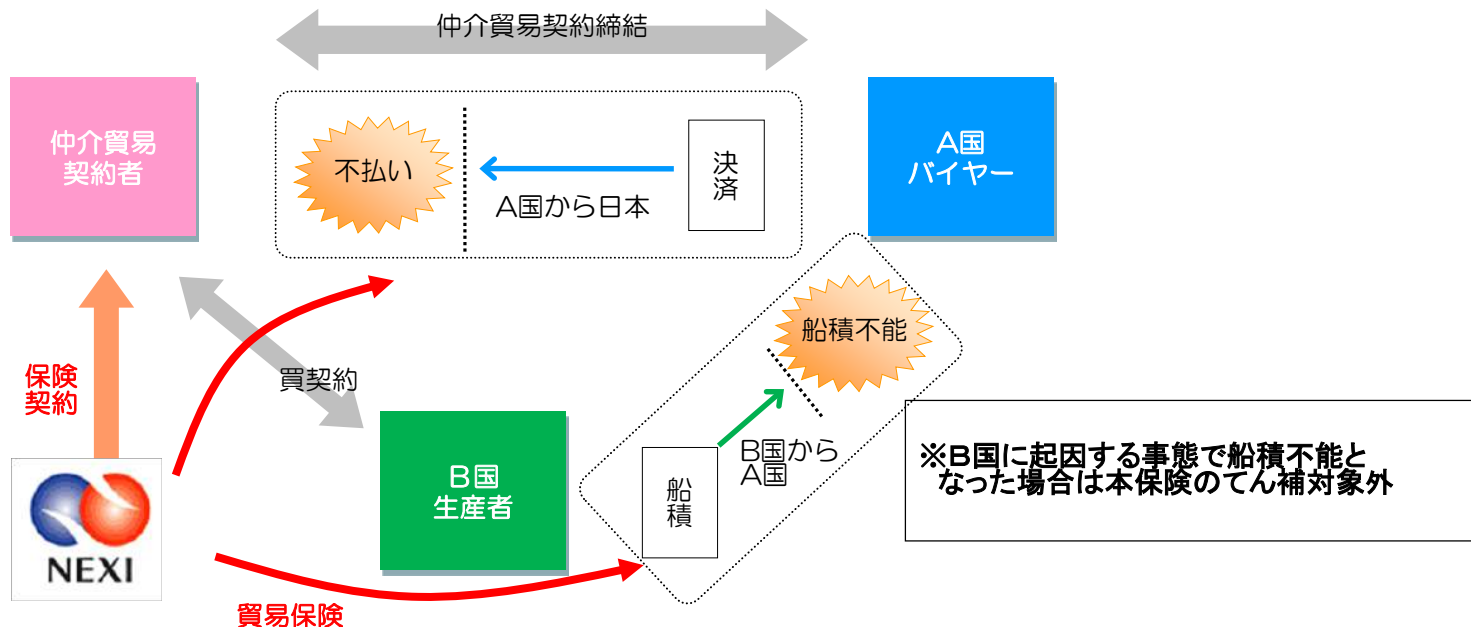 仲介貿易契約締結
仲介貿易
契約者
不払い
決済
A国から日本
A国
バイヤー
船積不能
保険
契約
買契約
B国
生産者
B国から
A国
船積
※B国に起因する事態で船積不能と
なった場合は本保険のてん補対象外
NEXI
貿易保険